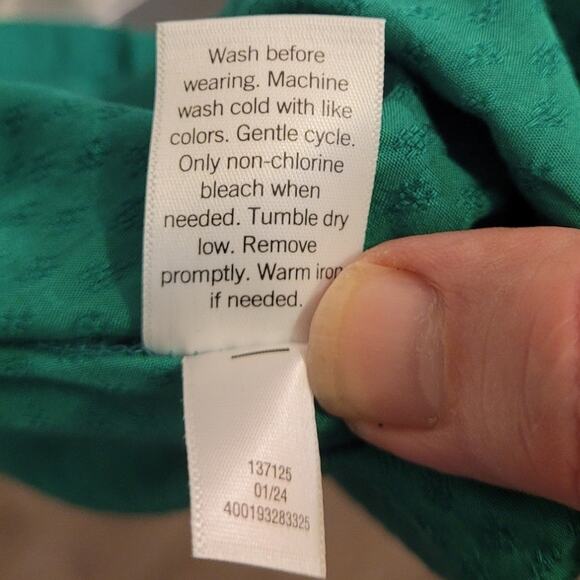 Wash before
wearing. Machine
wash cold with like
colors. Gentle cycle.
Only non-chlorine
bleach when
needed. Tumble dry
low. Remove
promptly. Warm iron
if needed.
137125
01/24
400193283325